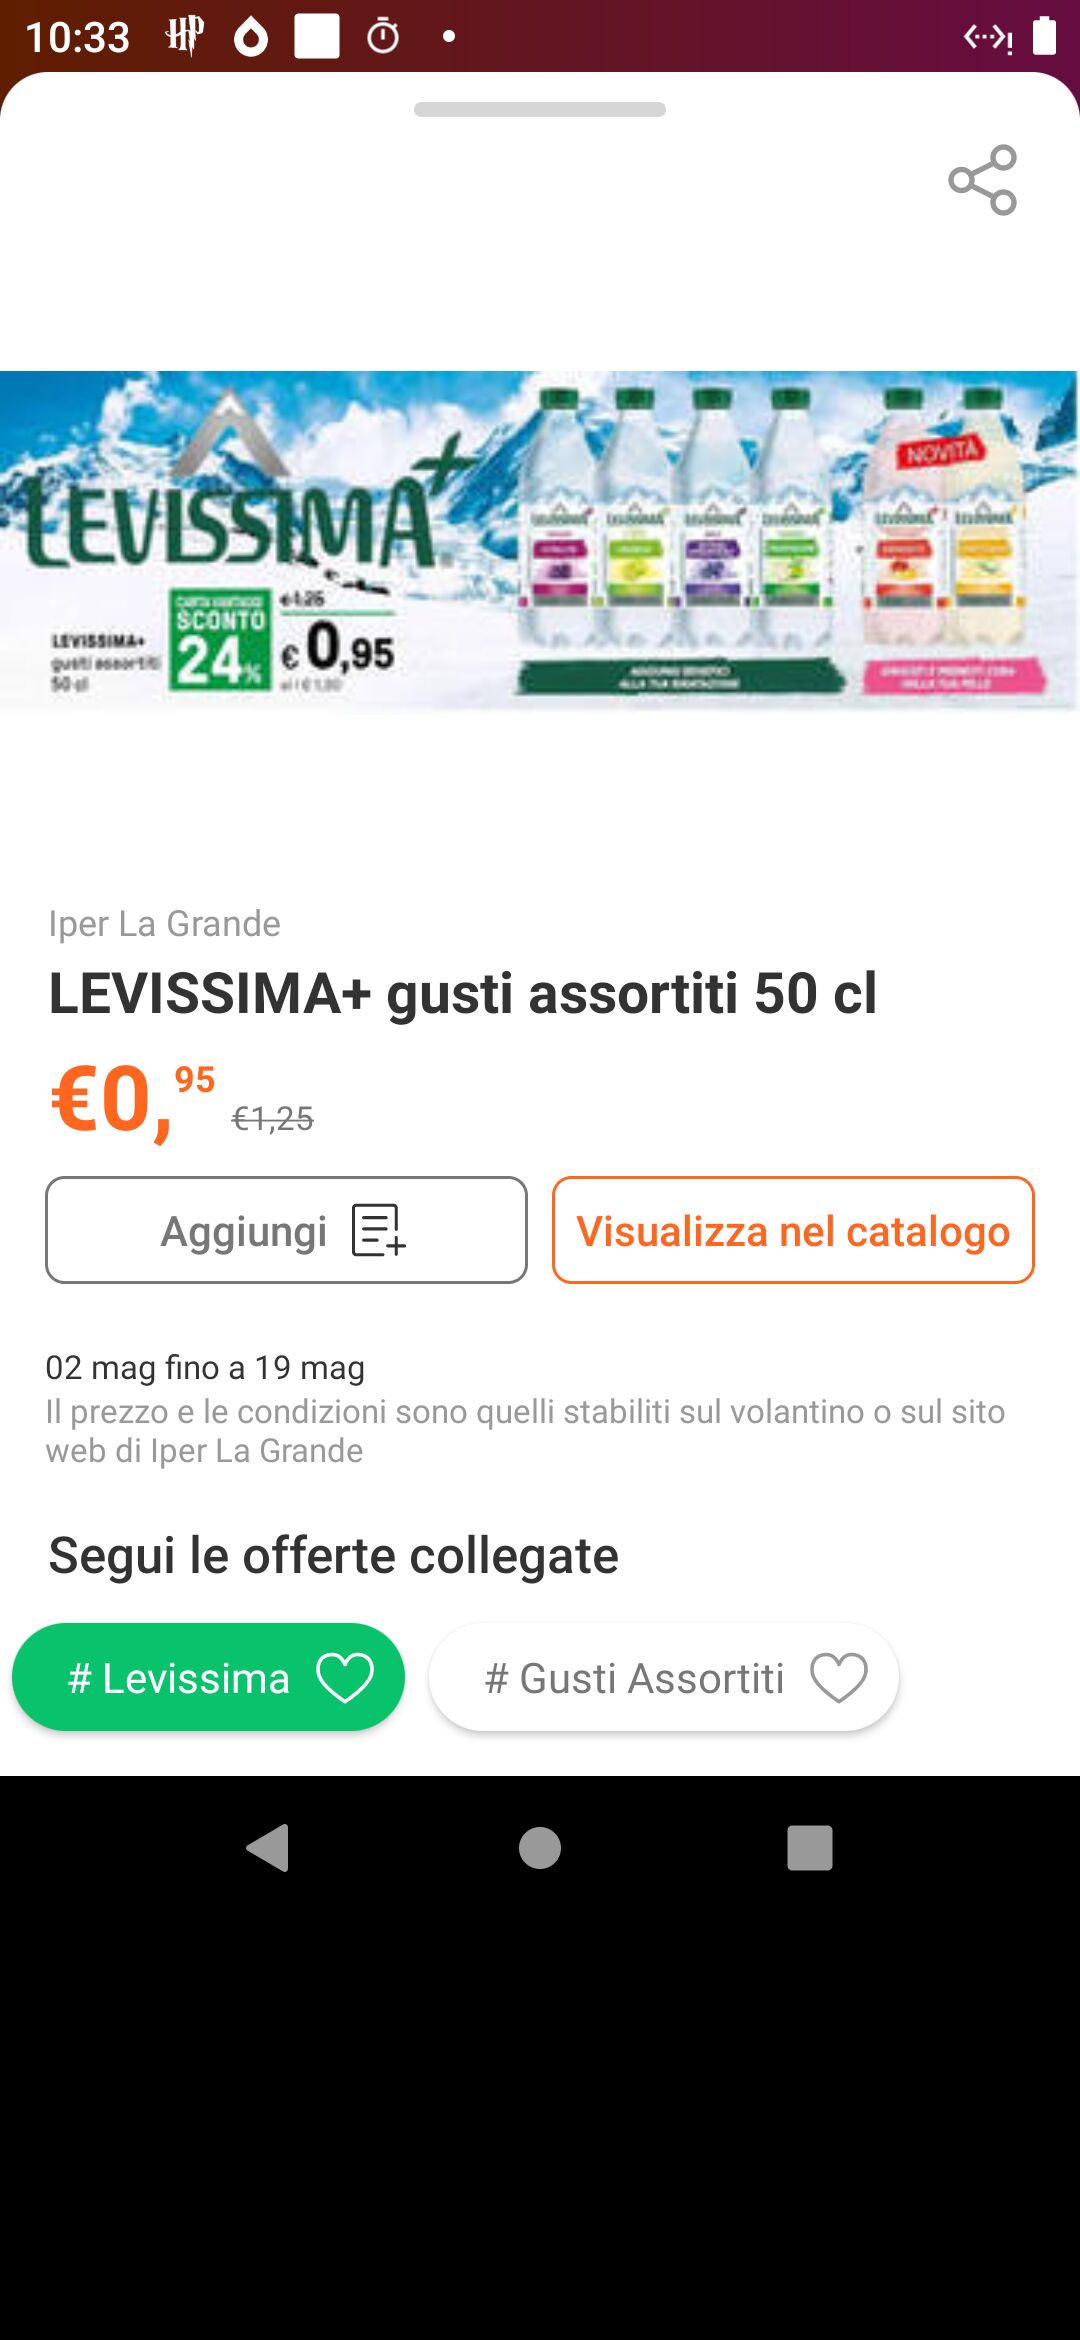 10:33
LEVISSIMA+
NOVITÀ
LEVISSIMA+
gusti assortiti
50 cl
CARTA VANTAGGI
SCONTO
24%
€ 1,25
€ 0,95
Iper La Grande
LEVISSIMA+ gusti assortiti 50 cl
€0,95 €1,25
Aggiungi
Visualizza nel catalogo
02 mag fino a 19 mag
Il prezzo e le condizioni sono quelli stabiliti sul volantino o sul sito
web di Iper La Grande
Segui le offerte collegate
# Levissima
# Gusti Assortiti